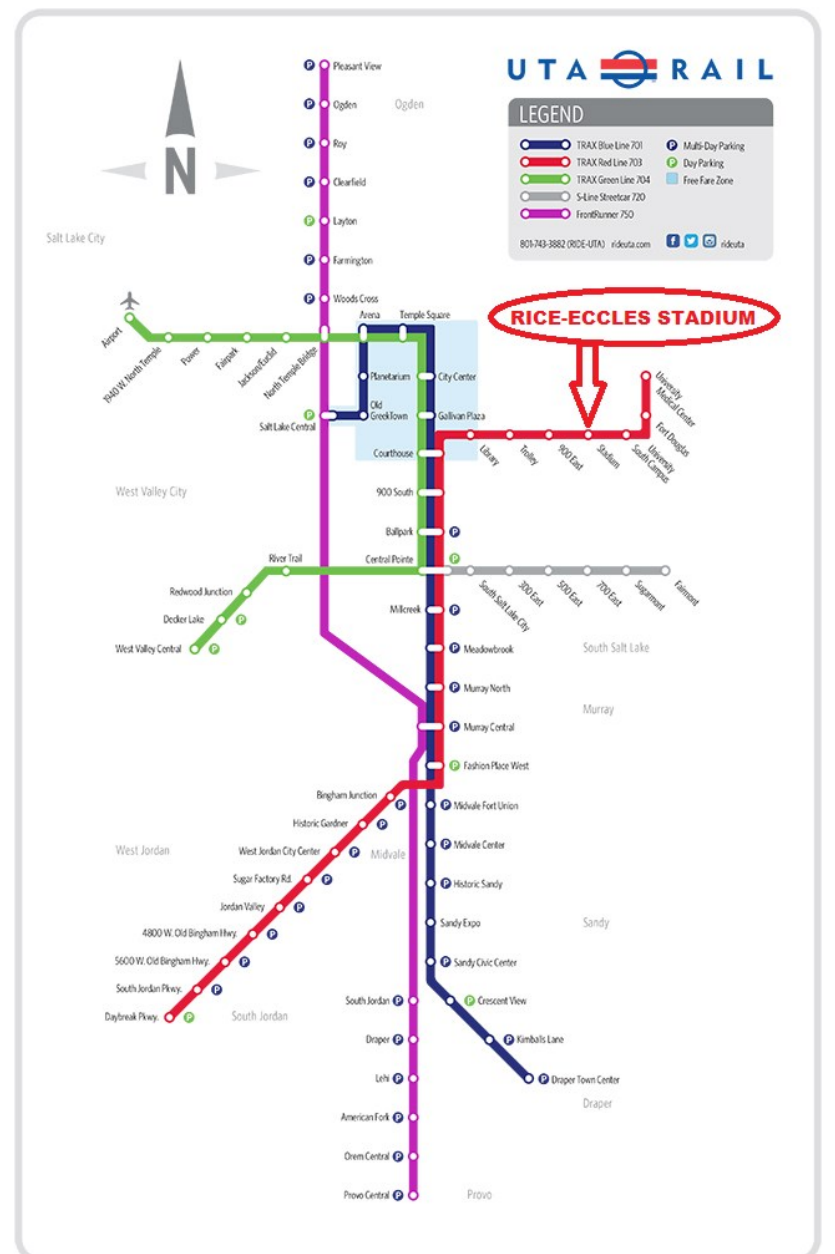 UTA RAIL
LEGEND
TRAX Blue Line 701
TRAX Red Line 703
TRAX Green Line 704
S-Line Streetcar 720
FrontRunner 750
P Multi-Day Parking
P Day Parking
Free Fare Zone
801-743-3882 (RIDE-UTA) rideuta.com
rideuta
N
P Pleasant View
P Ogden
Ogden
P Roy
P Clearfield
P Layton
Salt Lake City
P Farmington
P Woods Cross
RICE-ECCLES STADIUM
Airport
1940 W. North Temple
Power
Fairpark
Jackson/Euclid
North Temple Bridge
Arena
Temple Square
Planetarium
City Center
Old
GreekTown
Gallivan Plaza
P
Salt Lake Central
Courthouse
Library
Trolley
900 East
Stadium
University
South Campus
Fort Douglas
University
Medical Center
West Valley City
900 South
Ballpark P
Central Pointe P
River Trail
Redwood Junction
Decker Lake P
West Valley Central P
South Salt Lake City
300 East
500 East
700 East
Sugarmont
Fairmont
Millcreek P
P Meadowbrook
South Salt Lake
P Murray North
Murray
P Murray Central
P Fashion Place West
Bingham Junction P
P Midvale Fort Union
Historic Gardner P
West Jordan
West Jordan City Center P
Midvale
P Midvale Center
Sugar Factory Rd. P
P Historic Sandy
Jordan Valley P
Sandy Expo
Sandy
4800 W. Old Bingham Hwy. P
5600 W. Old Bingham Hwy. P
P Sandy Civic Center
South Jordan Pkwy. P
Daybreak Pkwy. P
South Jordan
South Jordan P
P Crescent View
Draper P
P Kimballs Lane
Lehi P
P Draper Town Center
Draper
American Fork P
Orem Central P
Provo Central P
Provo